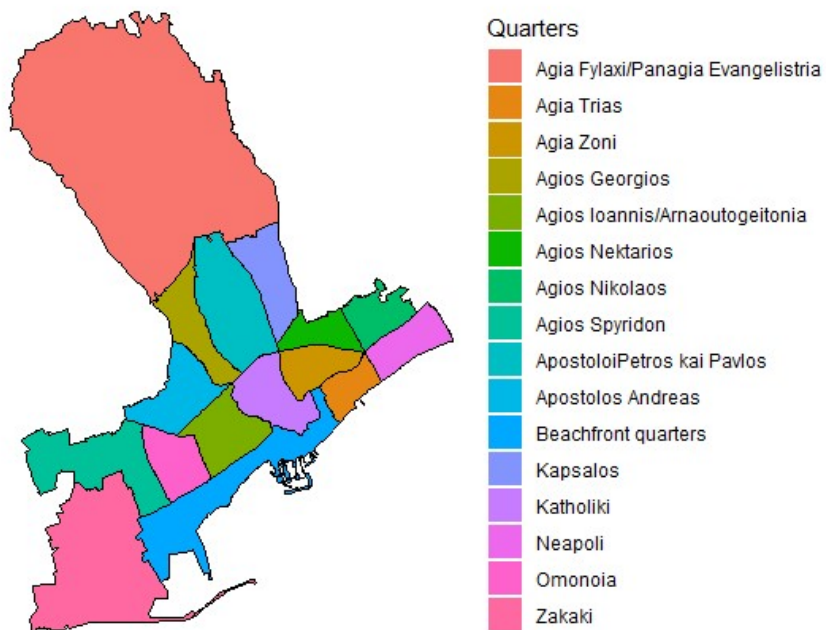 Quarters
Agia Fylaxi/Panagia Evangelistria
Agia Trias
Agia Zoni
Agios Georgios
Agios Ioannis/Arnaoutogeitonia
Agios Nektarios
Agios Nikolaos
Agios Spyridon
ApostoloiPetros kai Pavlos
Apostolos Andreas
Beachfront quarters
Kapsalos
Katholiki
Neapoli
Omonoia
Zakaki